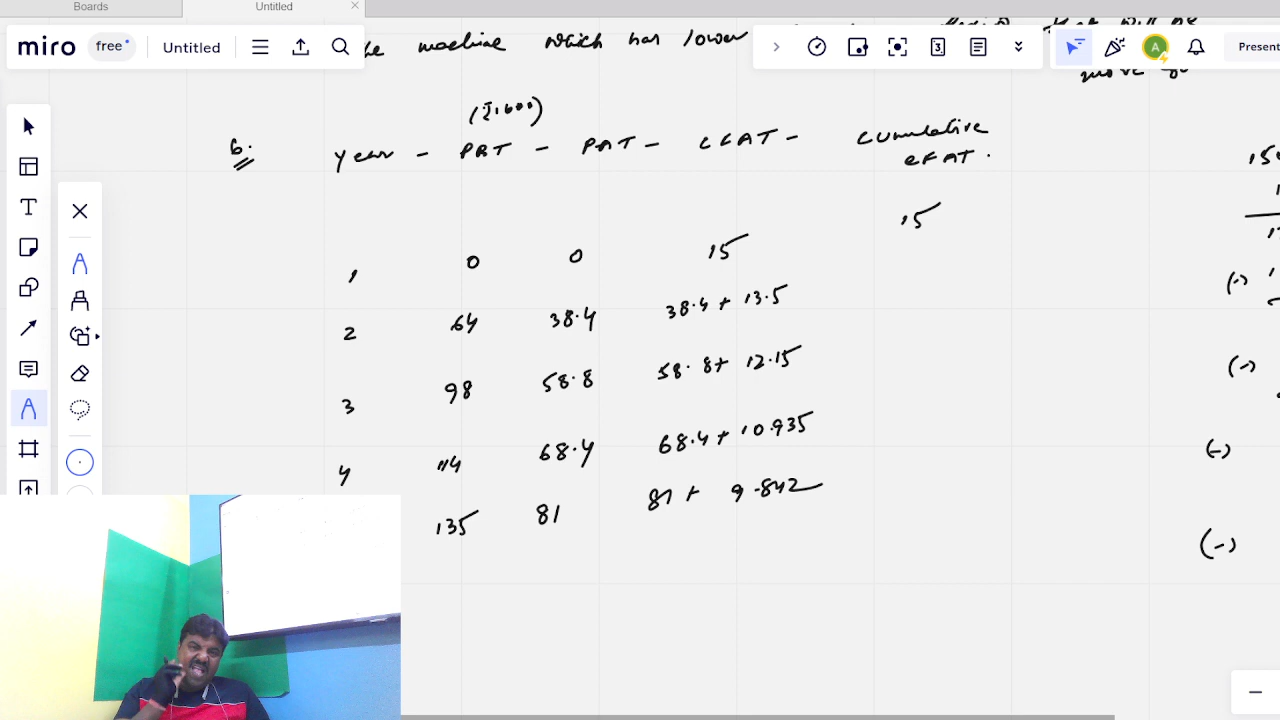 Boards Untitled
miro free Untitled 3 A Present
machine which has lower
(₹.'000)
6. Year - PBT - PAT - CFAT - Cumulative
CFAT.
1 0 0 15 15
2 64 38.4 38.4 + 13.5
3 98 58.8 58.8 + 12.15
4 114 68.4 68.4 + 10.935
135 81 81 + 9.842
(-)
(-)
(-)
(-)